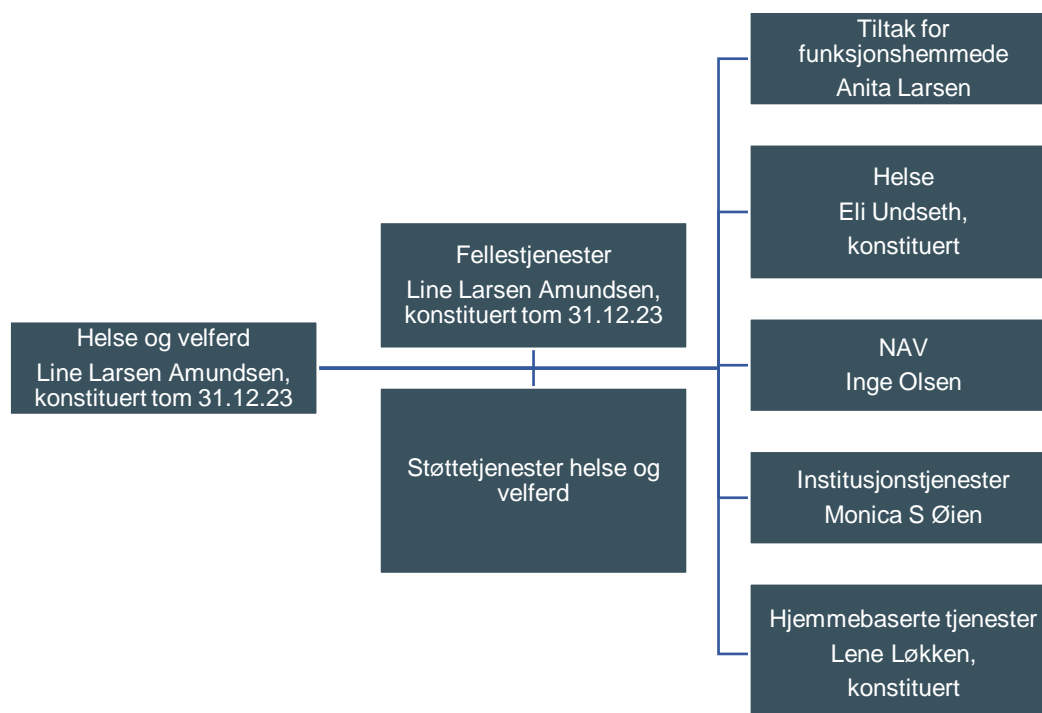 Helse og velferd
Line Larsen Amundsen,
konstituert tom 31.12.23
Fellestjenester
Line Larsen Amundsen,
konstituert tom 31.12.23
Støttetjenester helse og
velferd
Tiltak for
funksjonshemmede
Anita Larsen
Helse
Eli Undseth,
konstituert
NAV
Inge Olsen
Institusjonstjenester
Monica S Øien
Hjemmebaserte tjenester
Lene Løkken,
konstituert